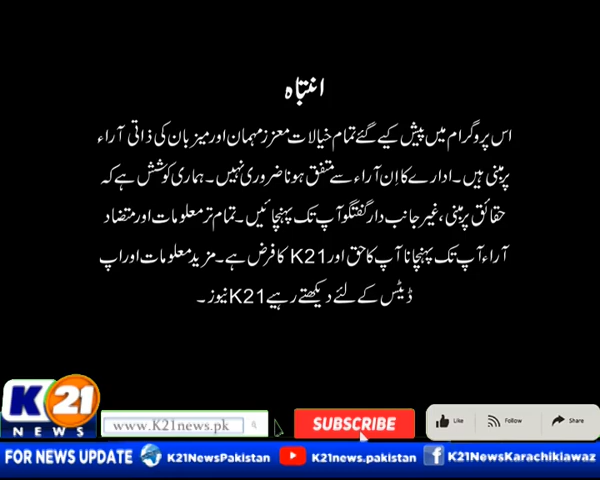 انتباہ
اس پروگرام میں پیش کیے گئے تمام خیالات معزز مہمان اور میزبان کی ذاتی آراء
پر مبنی ہیں۔ ادارے کا اِن آراء سے متفق ہونا ضروری نہیں۔ ہماری کوشش ہے کہ
حقائق پر مبنی، غیر جانب دار گفتگو آپ تک پہنچائیں۔ تمام تر معلومات اور متضاد
آراء آپ تک پہنچانا آپ کا حق اور K21 کا فرض ہے۔ مزید معلومات اور اپ
ڈیٹس کے لئے دیکھتے رہیے K21 نیوز۔
K21
NEWS
www.K21news.pk
SUBSCRIBE
Like
Follow
Share
FOR NEWS UPDATE
K21NewsPakistan
K21news.pakistan
K21NewsKarachikiawaz